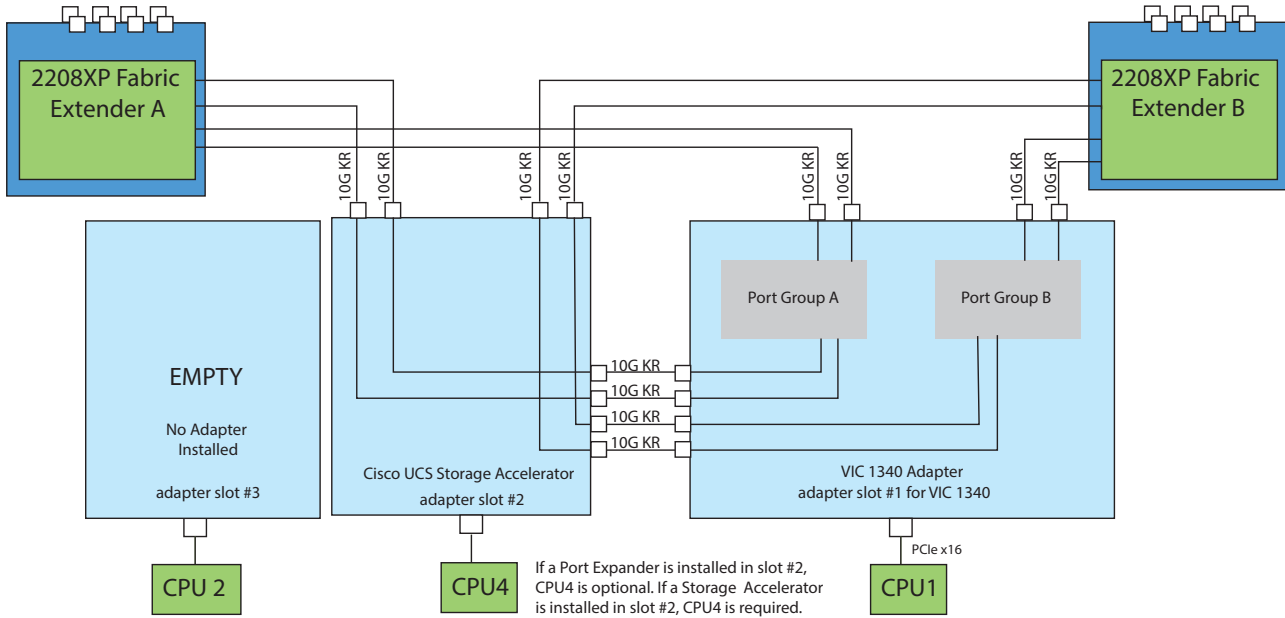 2208XP Fabric
Extender A
2208XP Fabric
Extender B
10G KR
10G KR
10G KR
10G KR
10G KR
10G KR
10G KR
10G KR
Port Group A
Port Group B
10G KR
10G KR
10G KR
10G KR
EMPTY
No Adapter
Installed
adapter slot #3
Cisco UCS Storage Accelerator
adapter slot #2
VIC 1340 Adapter
adapter slot #1 for VIC 1340
PCIe x16
CPU 2
CPU4
If a Port Expander is installed in slot #2,
CPU4 is optional. If a Storage Accelerator
is installed in slot #2, CPU4 is required.
CPU1